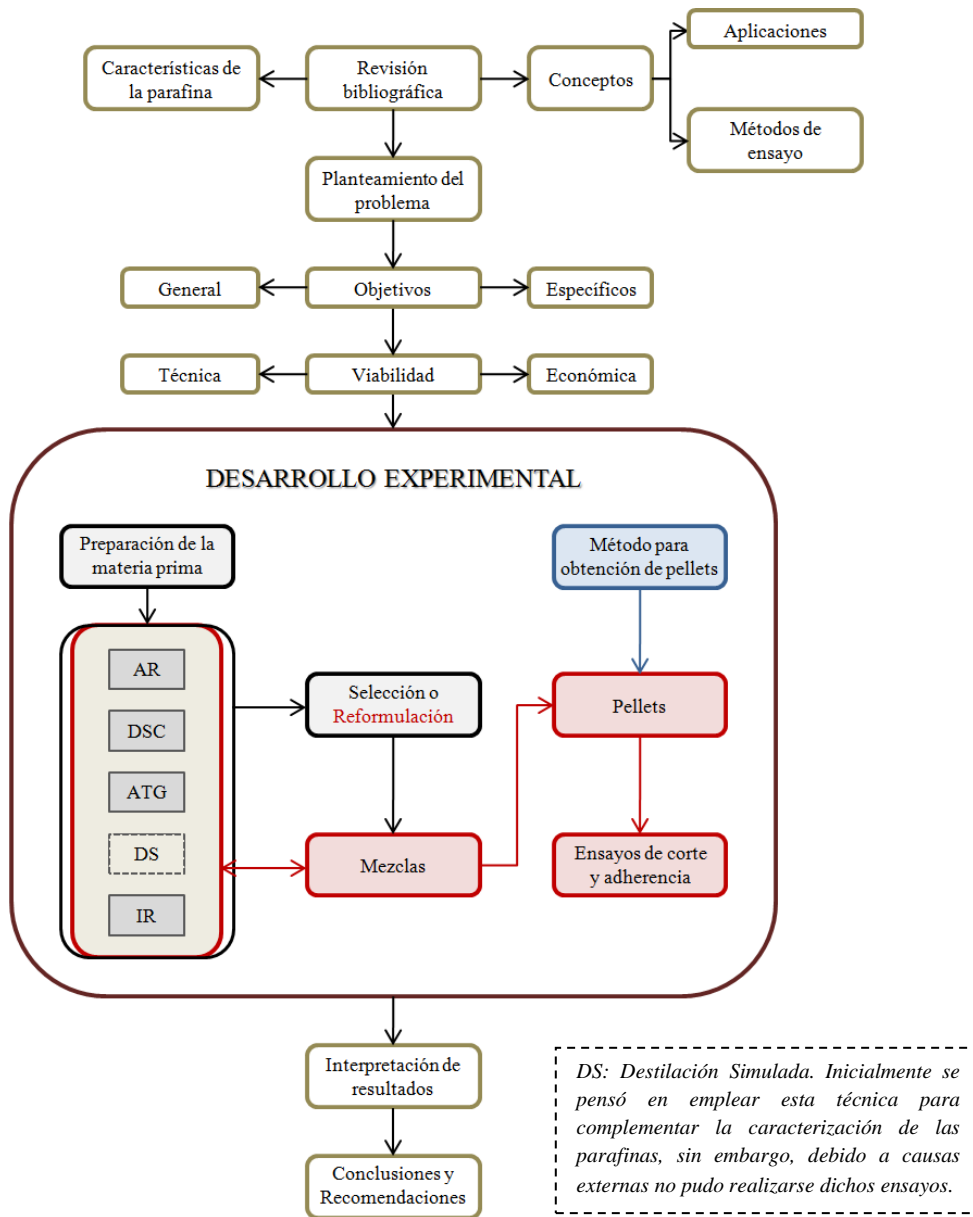 Aplicaciones
Características de
la parafina
Revisión
bibliográfica
Conceptos
Métodos de
ensayo
Planteamiento del
problema
General
Objetivos
Específicos
Técnica
Viabilidad
Económica
DESARROLLO EXPERIMENTAL
Preparación de la
materia prima
Método para
obtención de pellets
AR
DSC
ATG
DS
IR
Selección o
Reformulación
Pellets
Mezclas
Ensayos de corte
y adherencia
Interpretación de
resultados
Conclusiones y
Recomendaciones
DS: Destilación Simulada. Inicialmente se
pensó en emplear esta técnica para
complementar la caracterización de las
parafinas, sin embargo, debido a causas
externas no pudo realizarse dichos ensayos.